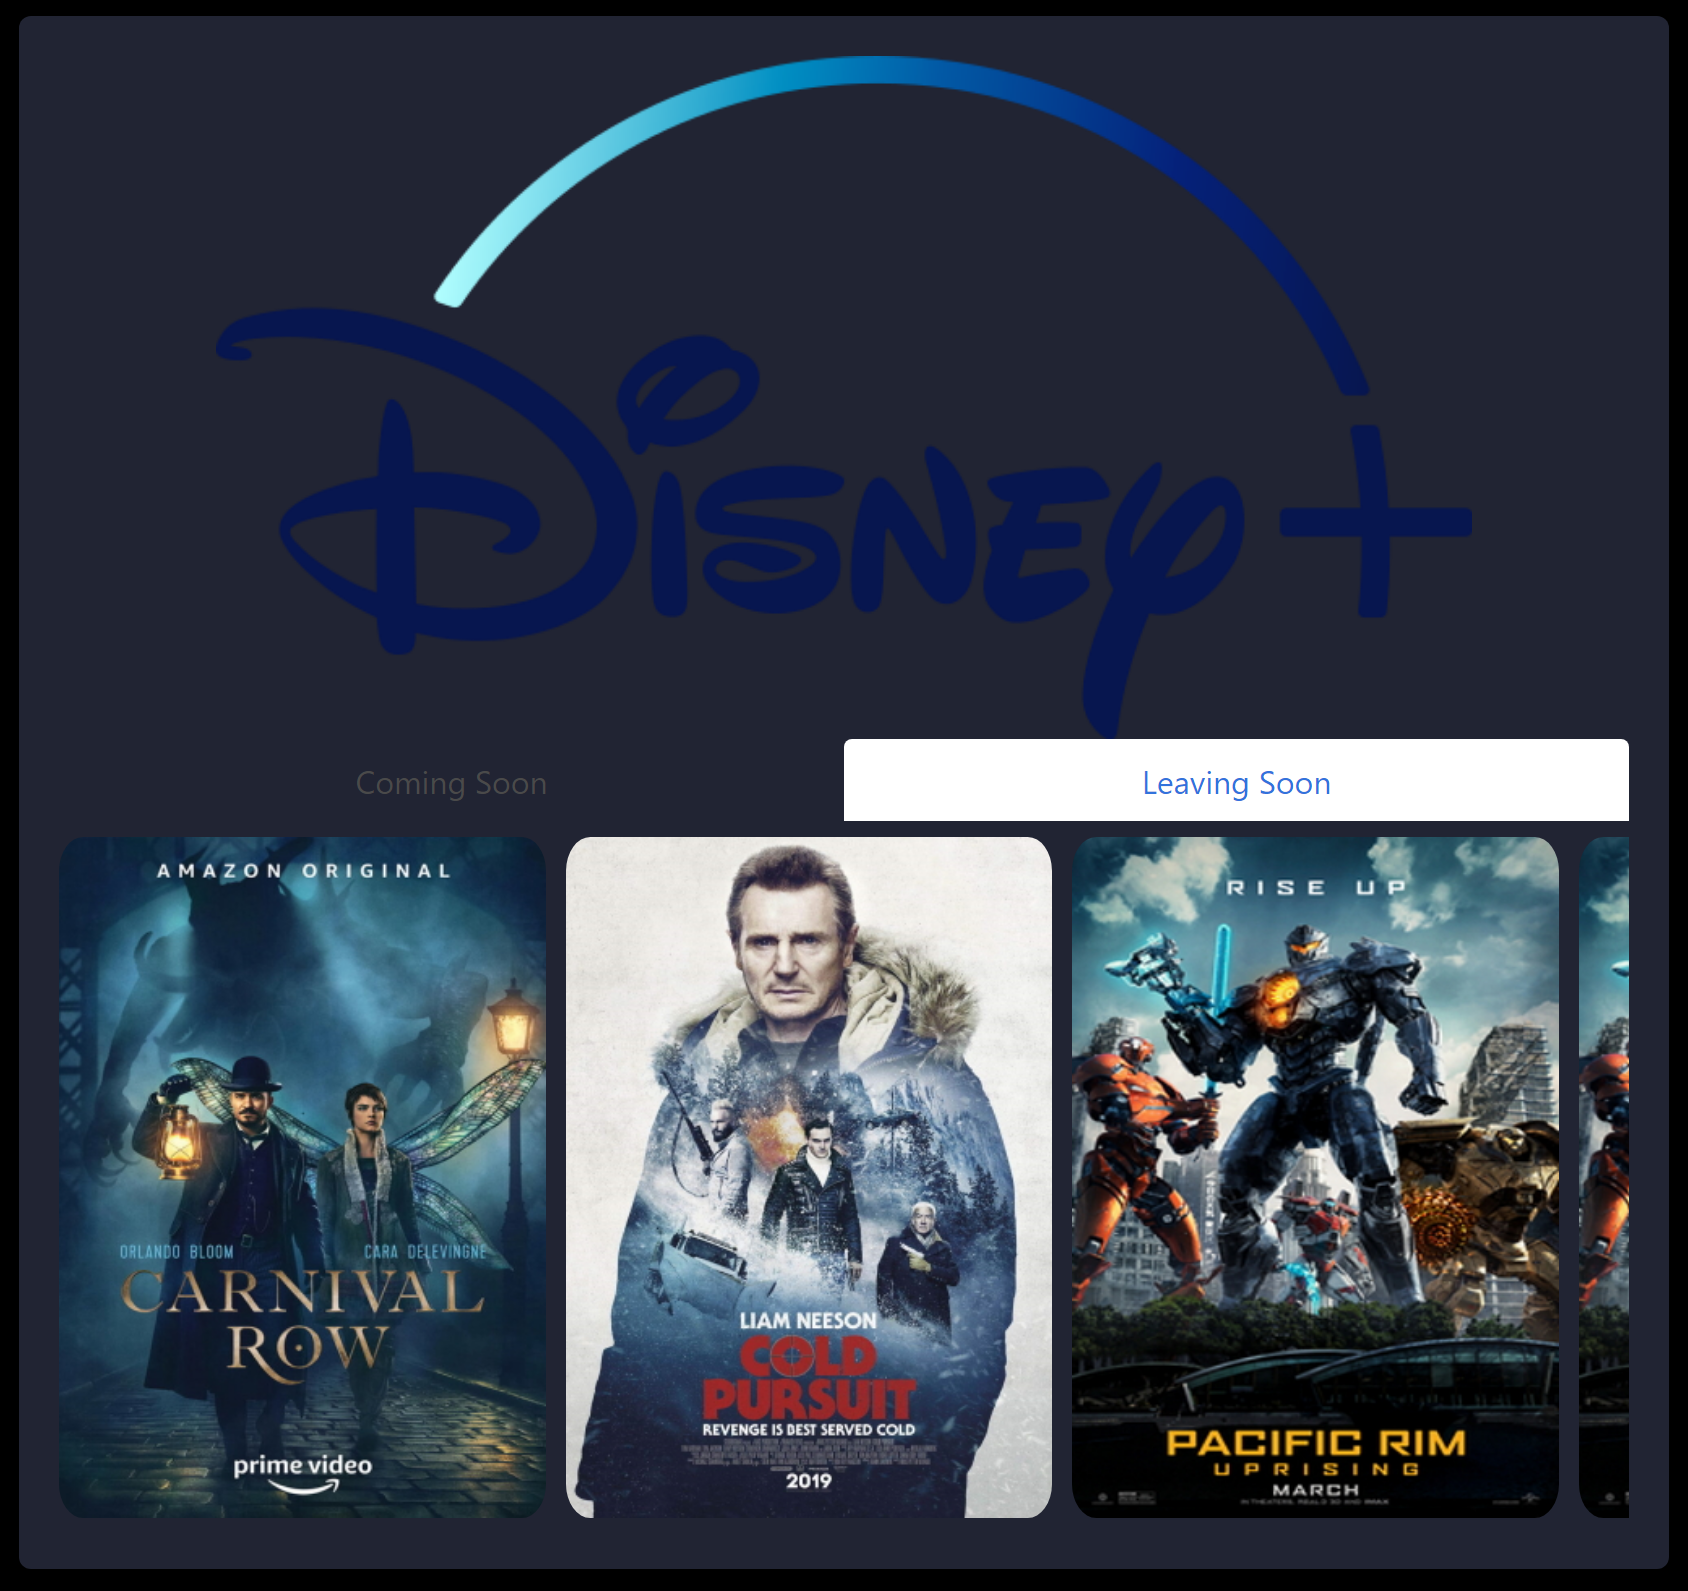 Disney+
Coming Soon
Leaving Soon
AMAZON ORIGINAL
ORLANDO BLOOM
CARA DELEVINGNE
CARNIVAL
ROW
prime video
LIAM NEESON
COLD
PURSUIT
REVENGE IS BEST SERVED COLD
2019
RISE UP
PACIFIC RIM
UPRISING
MARCH
IN THEATERS, REAL D 3D AND IMAX